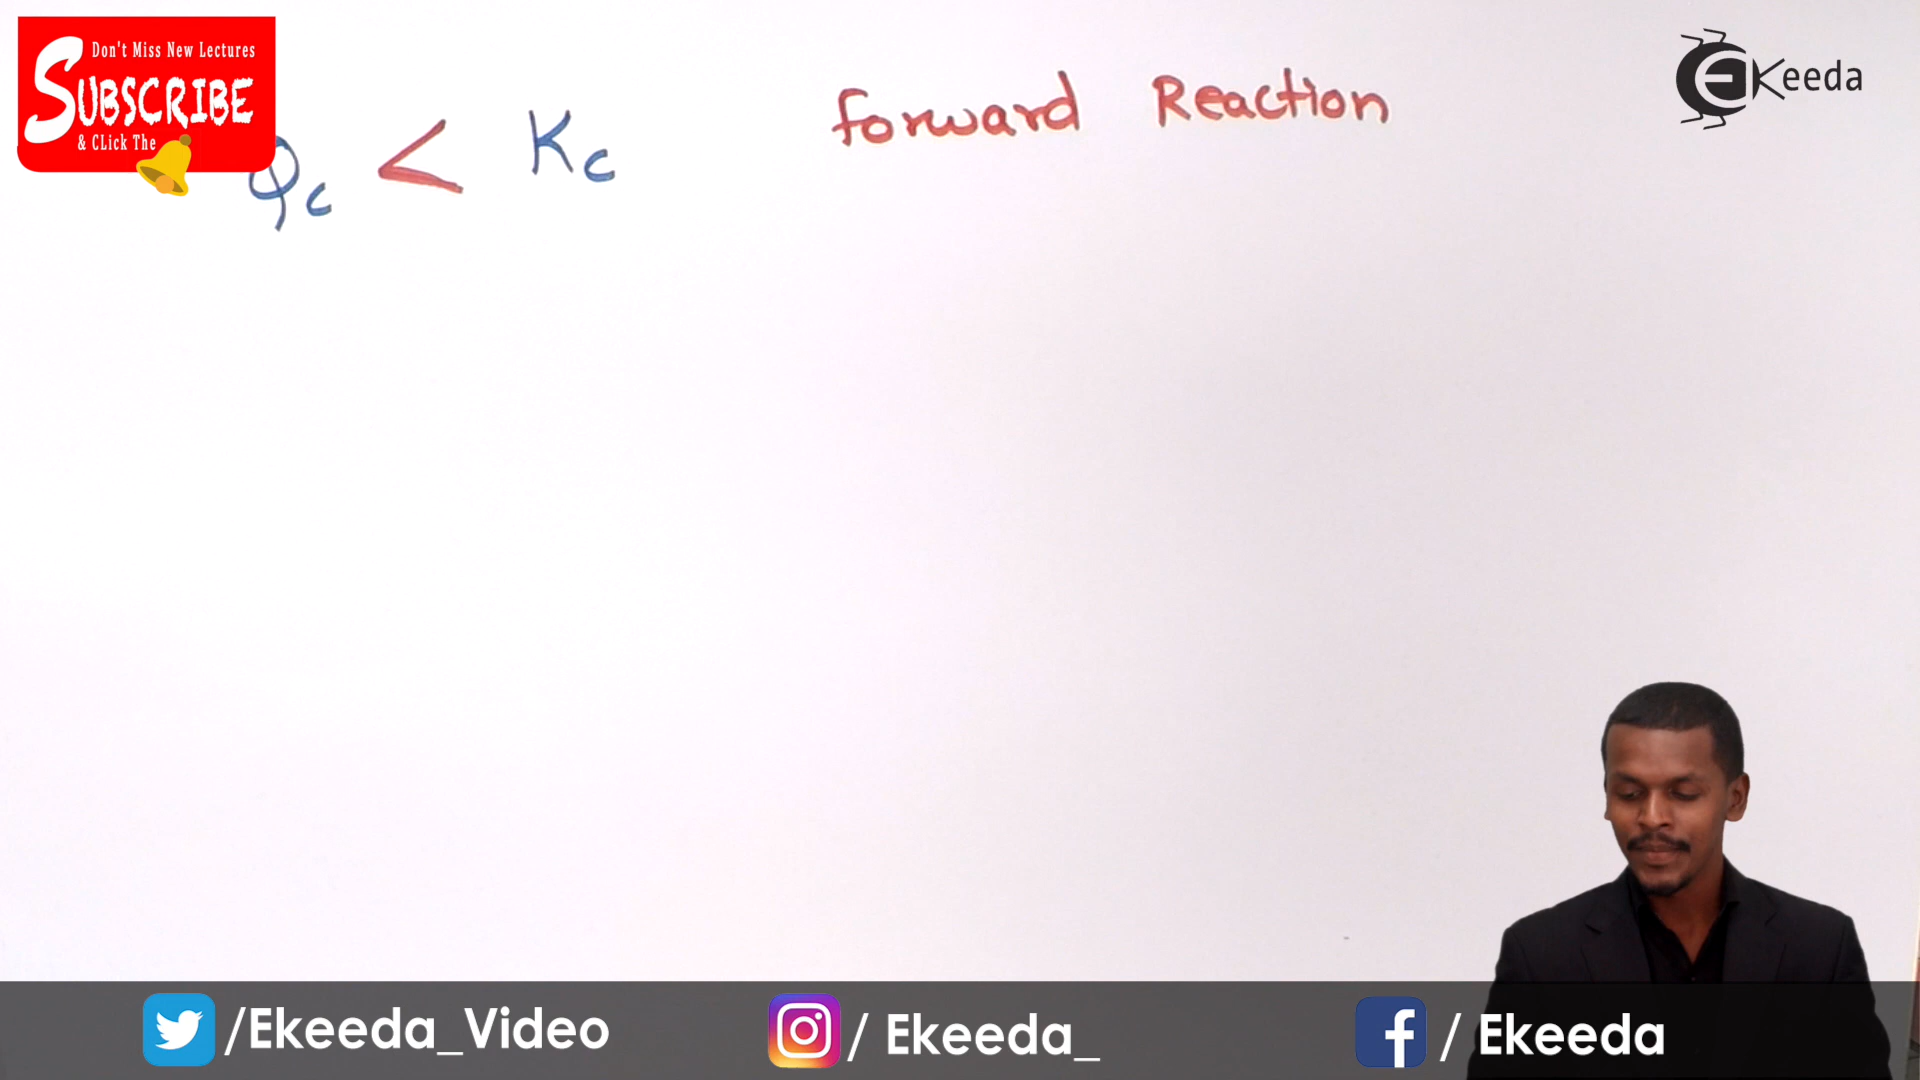 Don't Miss New Lectures
SUBSCRIBE
& CLick The
Qc < Kc
forward Reaction
EKeeda
/Ekeeda_Video
/ Ekeeda_
/ Ekeeda